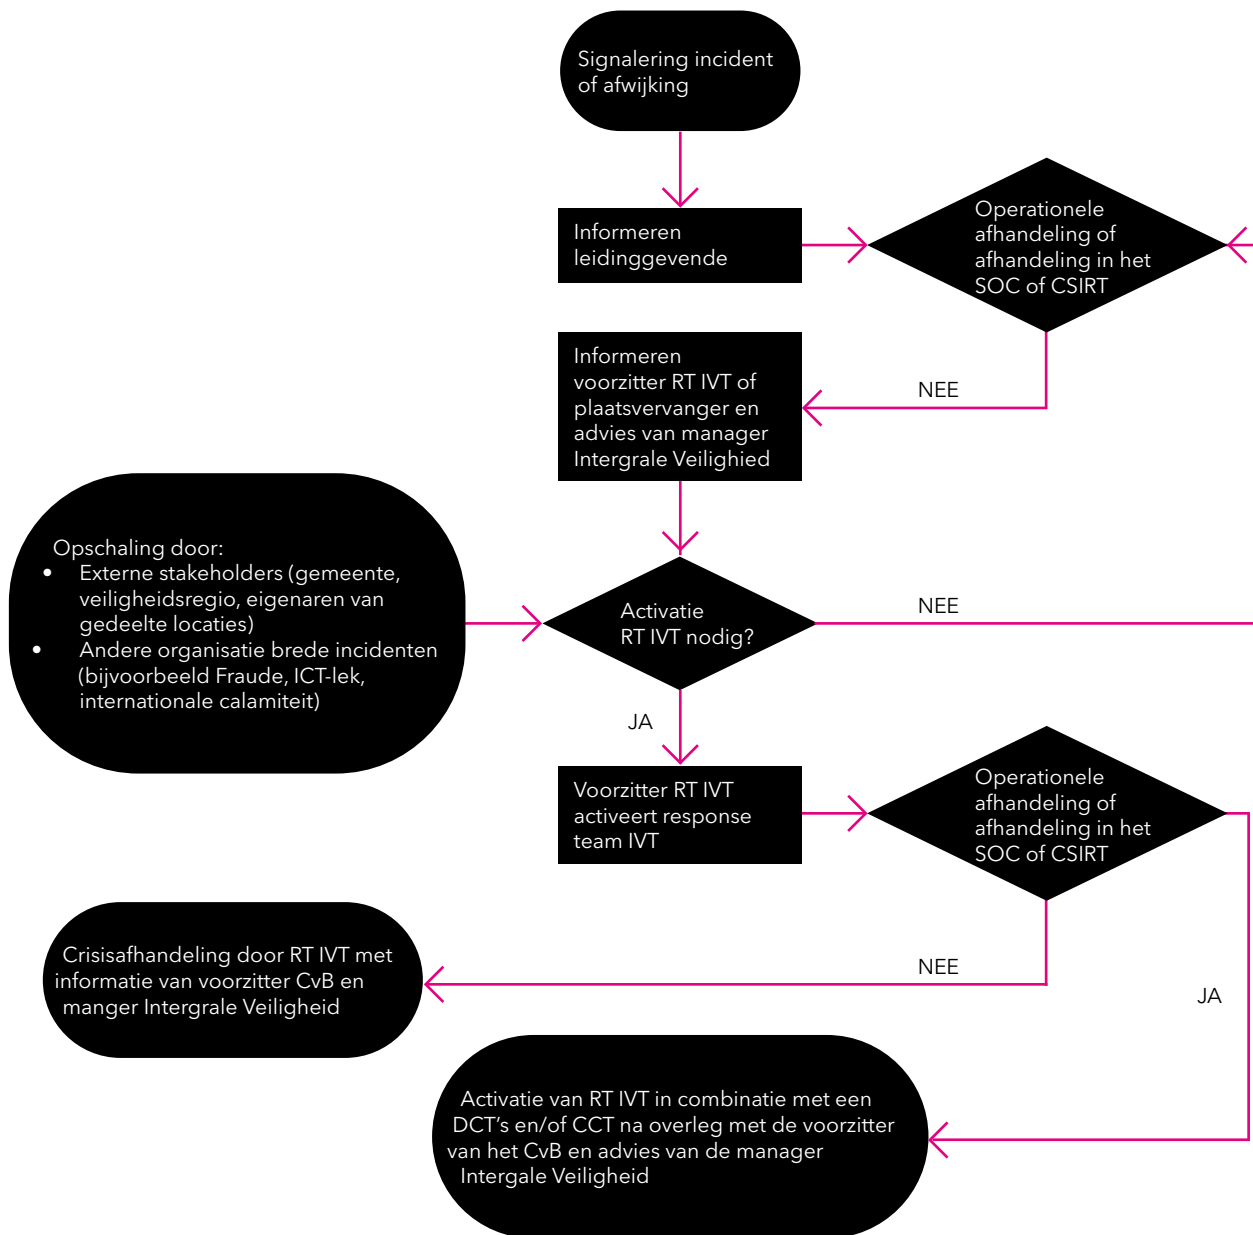 Signalering incident
of afwijking
Informeren
leidinggevende
Operationele
afhandeling of
afhandeling in het
SOC of CSIRT
NEE
Informeren
voorzitter RT IVT of
plaatsvervanger en
advies van manager
Intergrale Veilighied
Opschaling door:
• Externe stakeholders (gemeente,
veiligheidsregio, eigenaren van
gedeelte locaties)
• Andere organisatie brede incidenten
(bijvoorbeeld Fraude, ICT-lek,
internationale calamiteit)
Activatie
RT IVT nodig?
NEE
JA
Voorzitter RT IVT
activeert response
team IVT
Operationele
afhandeling of
afhandeling in het
SOC of CSIRT
NEE
JA
Crisisafhandeling door RT IVT met
informatie van voorzitter CvB en
manger Intergrale Veiligheid
Activatie van RT IVT in combinatie met een
DCT's en/of CCT na overleg met de voorzitter
van het CvB en advies van de manager
Intergale Veiligheid